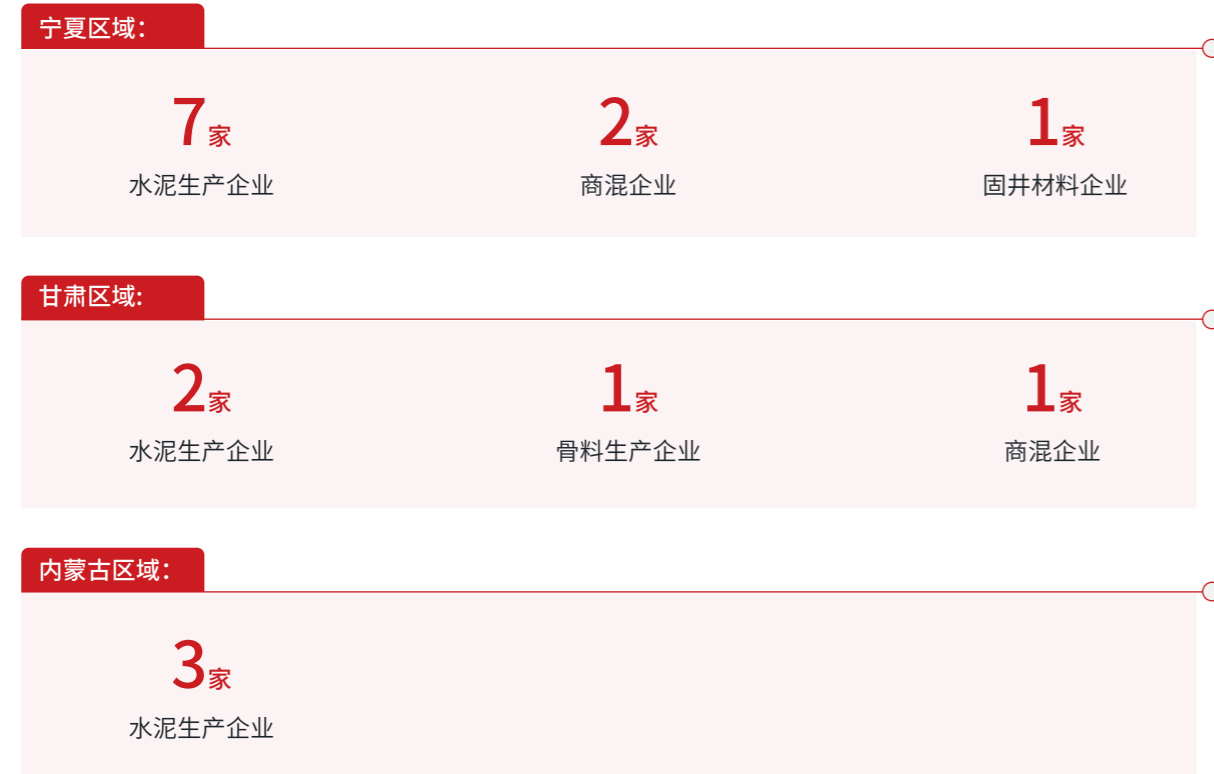 宁夏区域：
7家 2家 1家
水泥生产企业 商混企业 固井材料企业
甘肃区域:
2家 1家 1家
水泥生产企业 骨料生产企业 商混企业
内蒙古区域：
3家
水泥生产企业